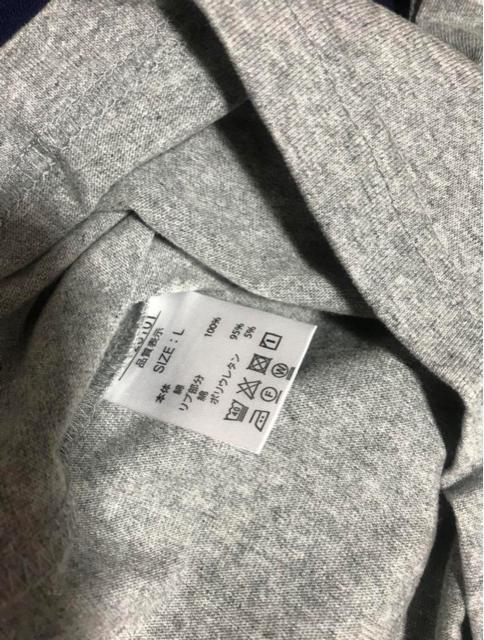 品質表示
SIZE : L
本体
綿 100%
リブ部分
綿 95%
ポリウレタン 5%